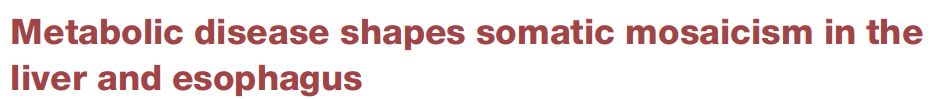 Metabolic disease shapes somatic mosaicism in the
liver and esophagus